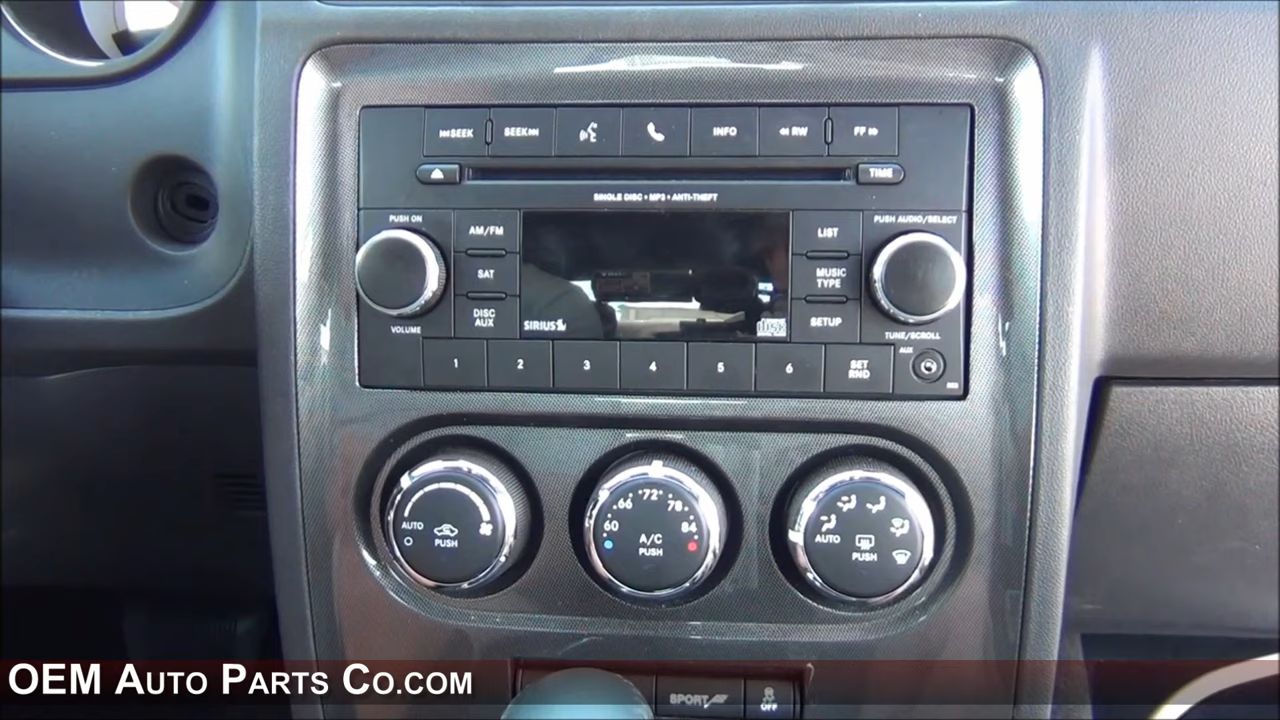 SEEK SEEK INFO RW FF
TIME
SINGLE DISC • MP3 • ANTI-THEFT
PUSH ON
AM/FM
SAT
DISC
AUX
VOLUME
SIRIUS
LIST
MUSIC
TYPE
SETUP
PUSH AUDIO/SELECT
TUNE/SCROLL
AUX
1 2 3 4 5 6 SET
RND
AUTO
PUSH
60 66 °72° 78 84
A/C
PUSH
AUTO
PUSH
SPORT
OFF
OEM AUTO PARTS CO.COM